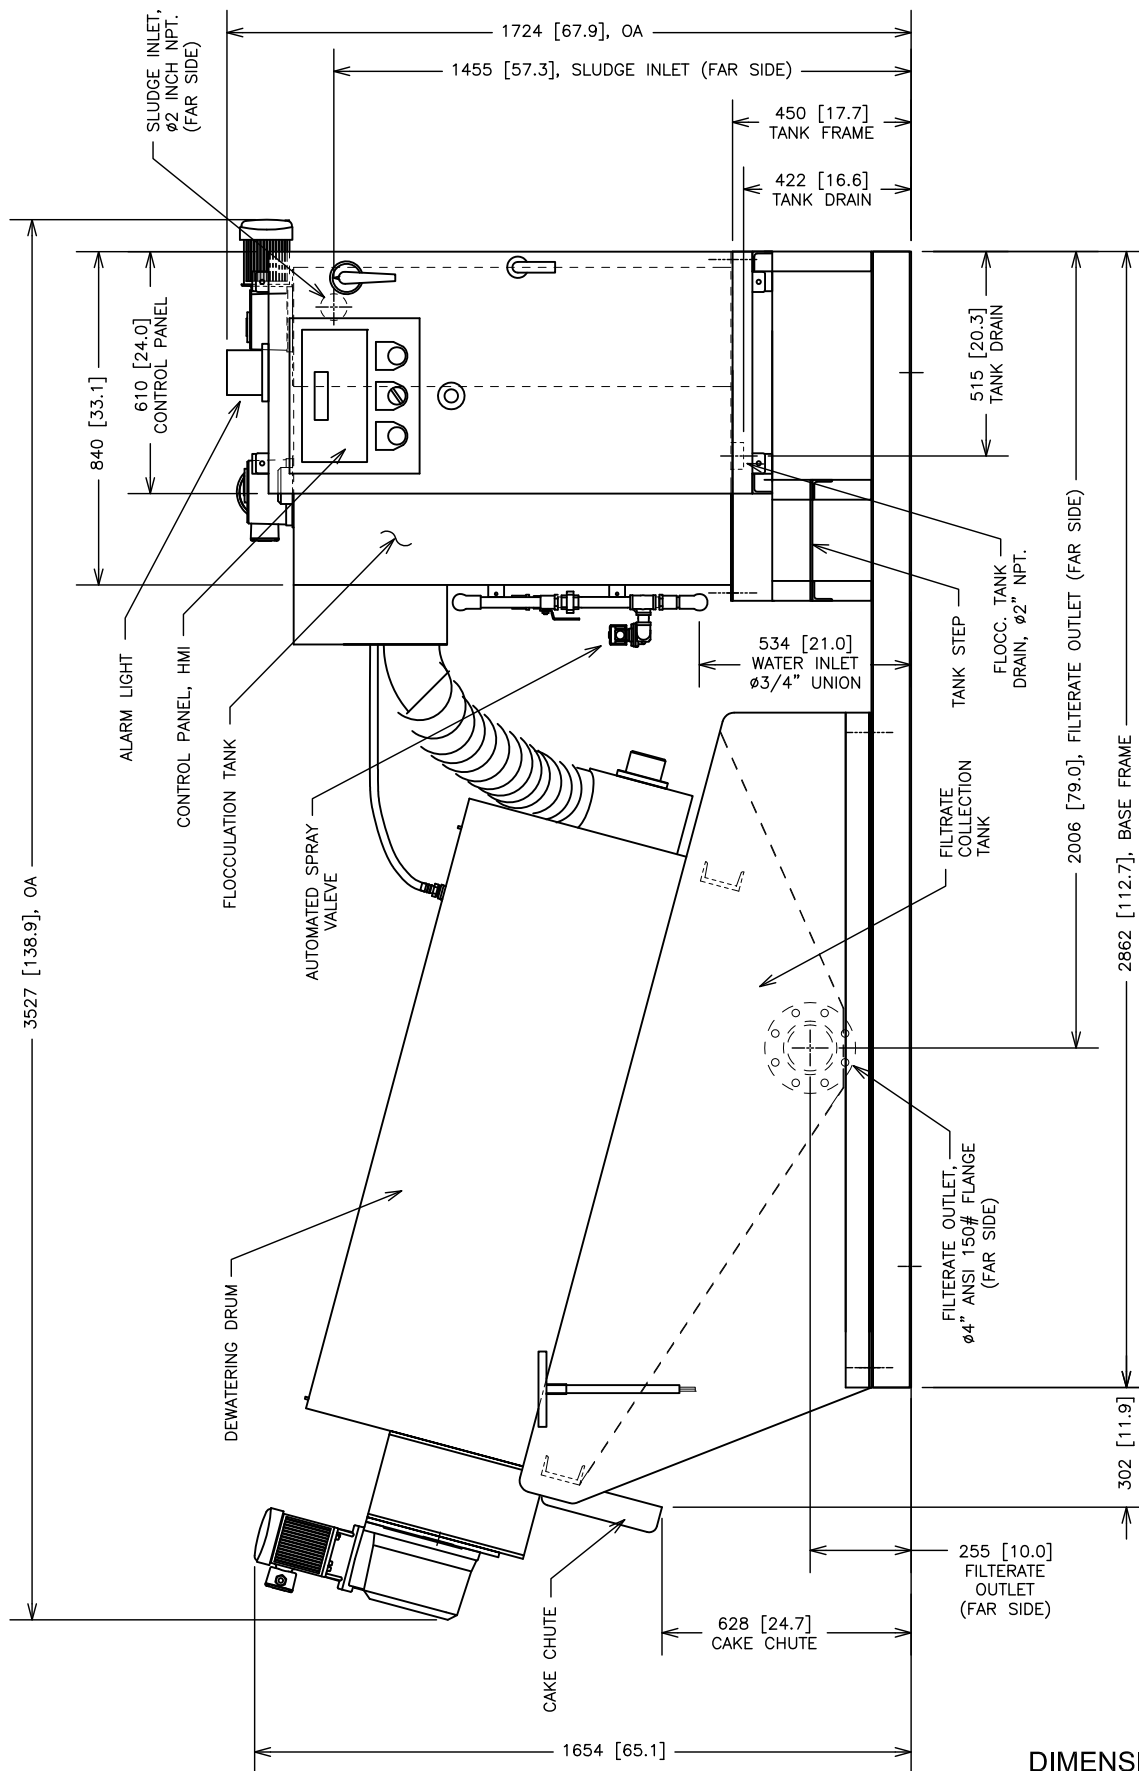 1724 [67.9], OA
1455 [57.3], SLUDGE INLET (FAR SIDE)
450 [17.7]
TANK FRAME
422 [16.6]
TANK DRAIN
SLUDGE INLET,
ø2 INCH NPT.
(FAR SIDE)
610 [24.0]
CONTROL PANEL
840 [33.1]
3527 [138.9], OA
515 [20.3]
TANK DRAIN
2006 [79.0], FILTERATE OUTLET (FAR SIDE)
2862 [112.7], BASE FRAME
ALARM LIGHT
CONTROL PANEL, HMI
FLOCCULATION TANK
AUTOMATED SPRAY
VALEVE
534 [21.0]
WATER INLET
ø3/4" UNION
TANK STEP
FLOCC. TANK
DRAIN, ø2" NPT.
FILTRATE
COLLECTION
TANK
DEWATERING DRUM
FILTERATE OUTLET,
ø4" ANSI 150# FLANGE
(FAR SIDE)
302 [11.9]
255 [10.0]
FILTERATE
OUTLET
(FAR SIDE)
628 [24.7]
CAKE CHUTE
CAKE CHUTE
1654 [65.1]
DIMENSI